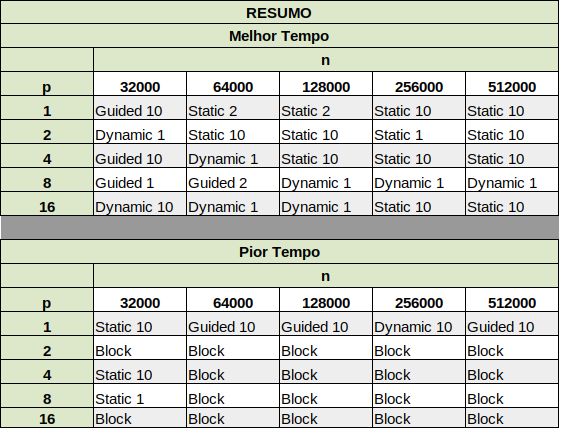 RESUMO
Melhor Tempo
n
p 32000 64000 128000 256000 512000
1 Guided 10 Static 2 Static 2 Static 10 Static 10
2 Dynamic 1 Static 10 Static 10 Static 1 Static 10
4 Guided 10 Dynamic 1 Static 10 Static 10 Static 10
8 Guided 1 Guided 2 Dynamic 1 Dynamic 1 Dynamic 1
16 Dynamic 10 Dynamic 1 Dynamic 1 Static 10 Static 10
Pior Tempo
n
p 32000 64000 128000 256000 512000
1 Static 10 Guided 10 Guided 10 Dynamic 10 Guided 10
2 Block Block Block Block Block
4 Static 10 Block Block Block Block
8 Static 1 Block Block Block Block
16 Block Block Block Block Block